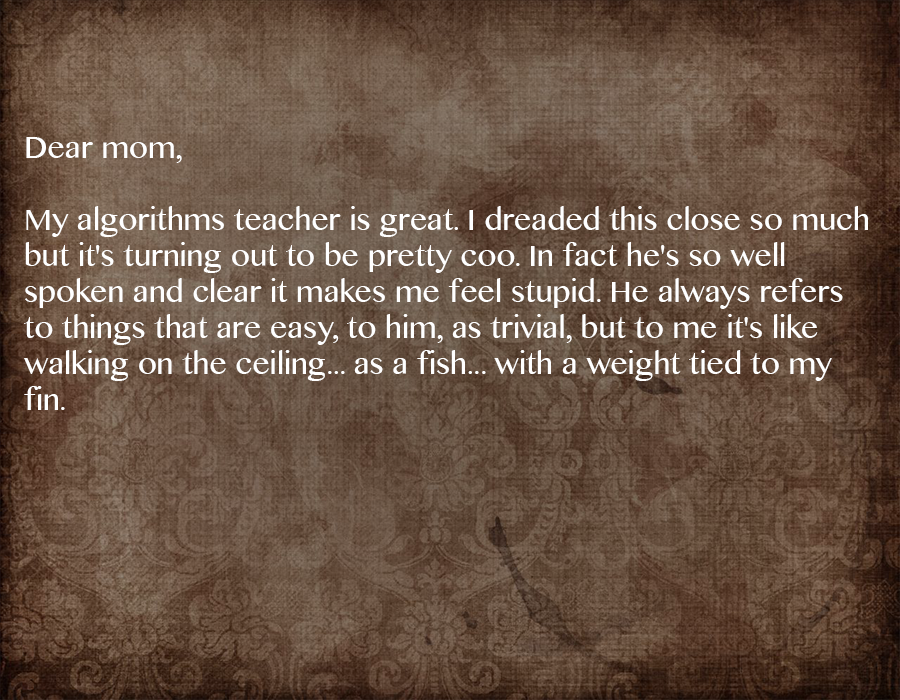 Dear mom,
My algorithms teacher is great. I dreaded this close so much
but it's turning out to be pretty coo. In fact he's so well
spoken and clear it makes me feel stupid. He always refers
to things that are easy, to him, as trivial, but to me it's like
walking on the ceiling... as a fish... with a weight tied to my
fin.